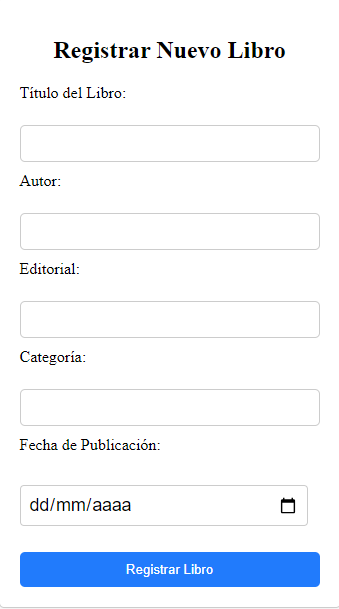 Registrar Nuevo Libro
Título del Libro:
Autor:
Editorial:
Categoría:
Fecha de Publicación:
dd/mm/aaaa
Registrar Libro